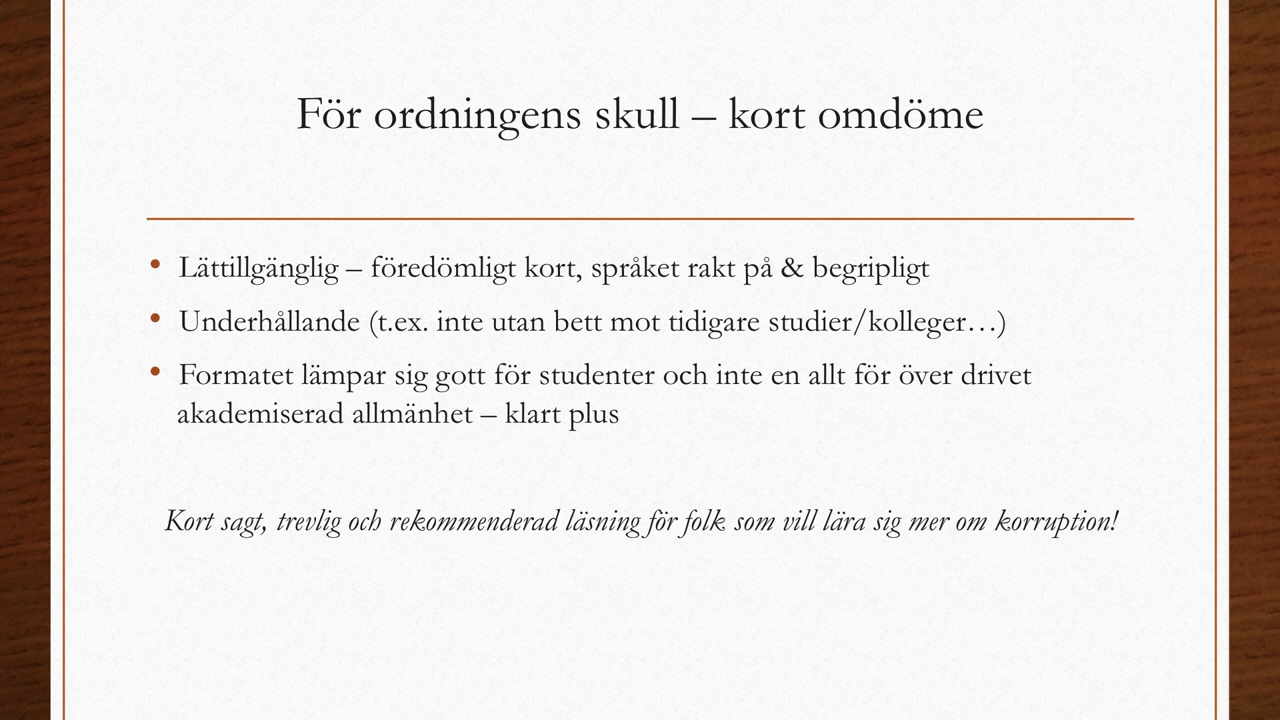 För ordningens skull – kort omdöme
• Lättillgänglig – föredömligt kort, språket rakt på & begripligt
• Underhållande (t.ex. inte utan bett mot tidigare studier/kolleger…)
• Formatet lämpar sig gott för studenter och inte en allt för över drivet
akademiserad allmänhet – klart plus
Kort sagt, trevlig och rekommenderad läsning för folk som vill lära sig mer om korruption!